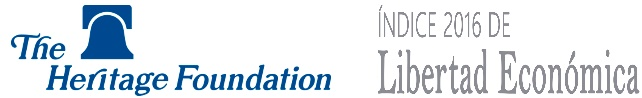 The
Heritage Foundation
ÍNDICE 2016 DE
Libertad Económica